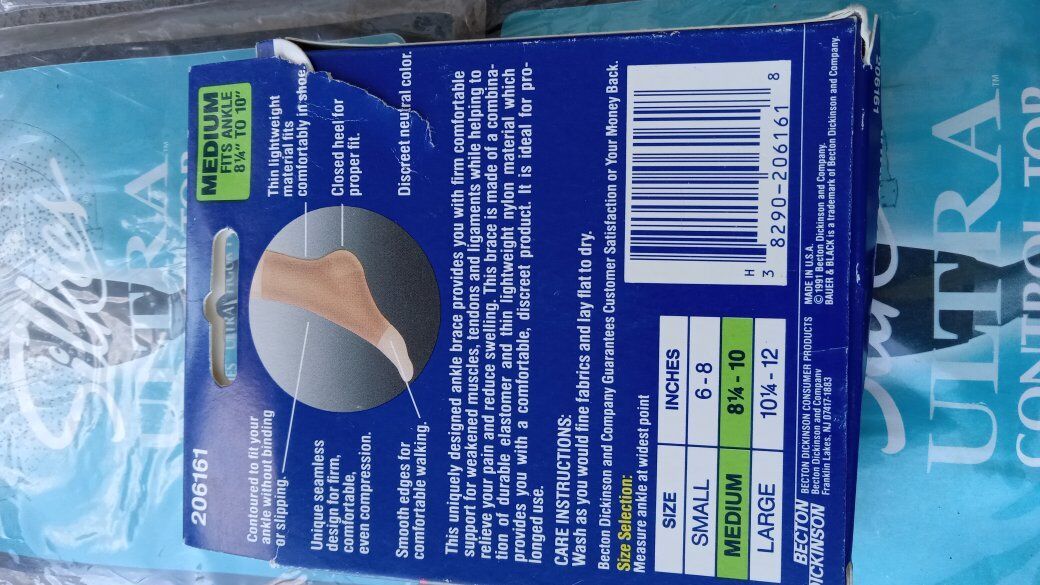 206161
MEDIUM
FITS ANKLE
8¼" TO 10"
Contoured to fit your
ankle without binding
or slipping.
Unique seamless
design for firm,
comfortable,
even compression.
Smooth edges for
comfortable walking.
Thin lightweight
material fits
comfortably in shoe.
Closed heel for
proper fit.
Discreet neutral color.
This uniquely designed ankle brace provides you with firm comfortable
support for weakened muscles, tendons and ligaments while helping to
relieve your pain and reduce swelling. This brace is made of a combina-
tion of durable elastomer and thin lightweight nylon material which
provides you with a comfortable, discreet product. It is ideal for pro-
longed use.
CARE INSTRUCTIONS:
Wash as you would fine fabrics and lay flat to dry.
Becton Dickinson and Company Guarantees Customer Satisfaction or Your Money Back.
Size Selection:
Measure ankle at widest point
SIZE INCHES
SMALL 6 - 8
MEDIUM 8¼ - 10
LARGE 10¼ - 12
H
3 8290-206161 8
BECTON
DICKINSON
BECTON DICKINSON CONSUMER PRODUCTS
Becton Dickinson and Company
Franklin Lakes, NJ 07417-1883
MADE IN U.S.A.
© 1991 Becton Dickinson and Company.
BAUER & BLACK is a trademark of Becton Dickinson and Company.
206161
Silkies
ULTRA™
ULTRA™
CONTROL TOP